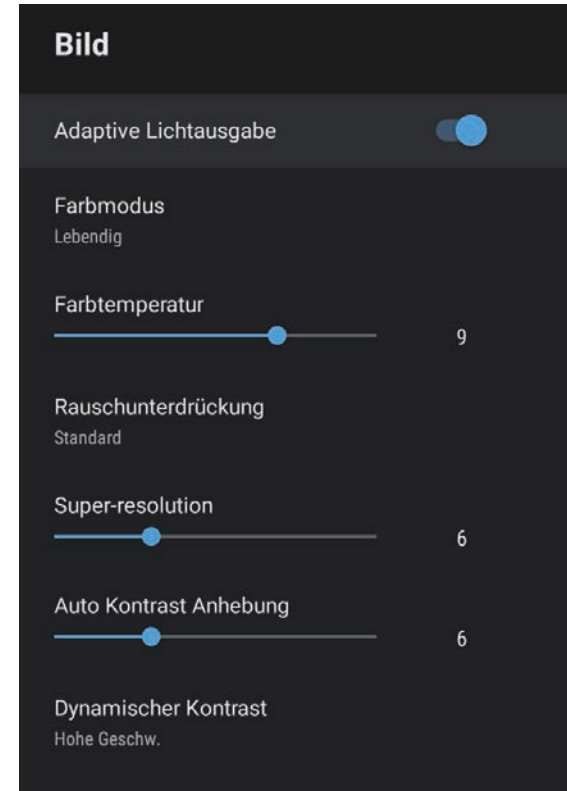 Bild
Adaptive Lichtausgabe
Farbmodus
Lebendig
Farbtemperatur
9
Rauschunterdrückung
Standard
Super-resolution
6
Auto Kontrast Anhebung
6
Dynamischer Kontrast
Hohe Geschw.